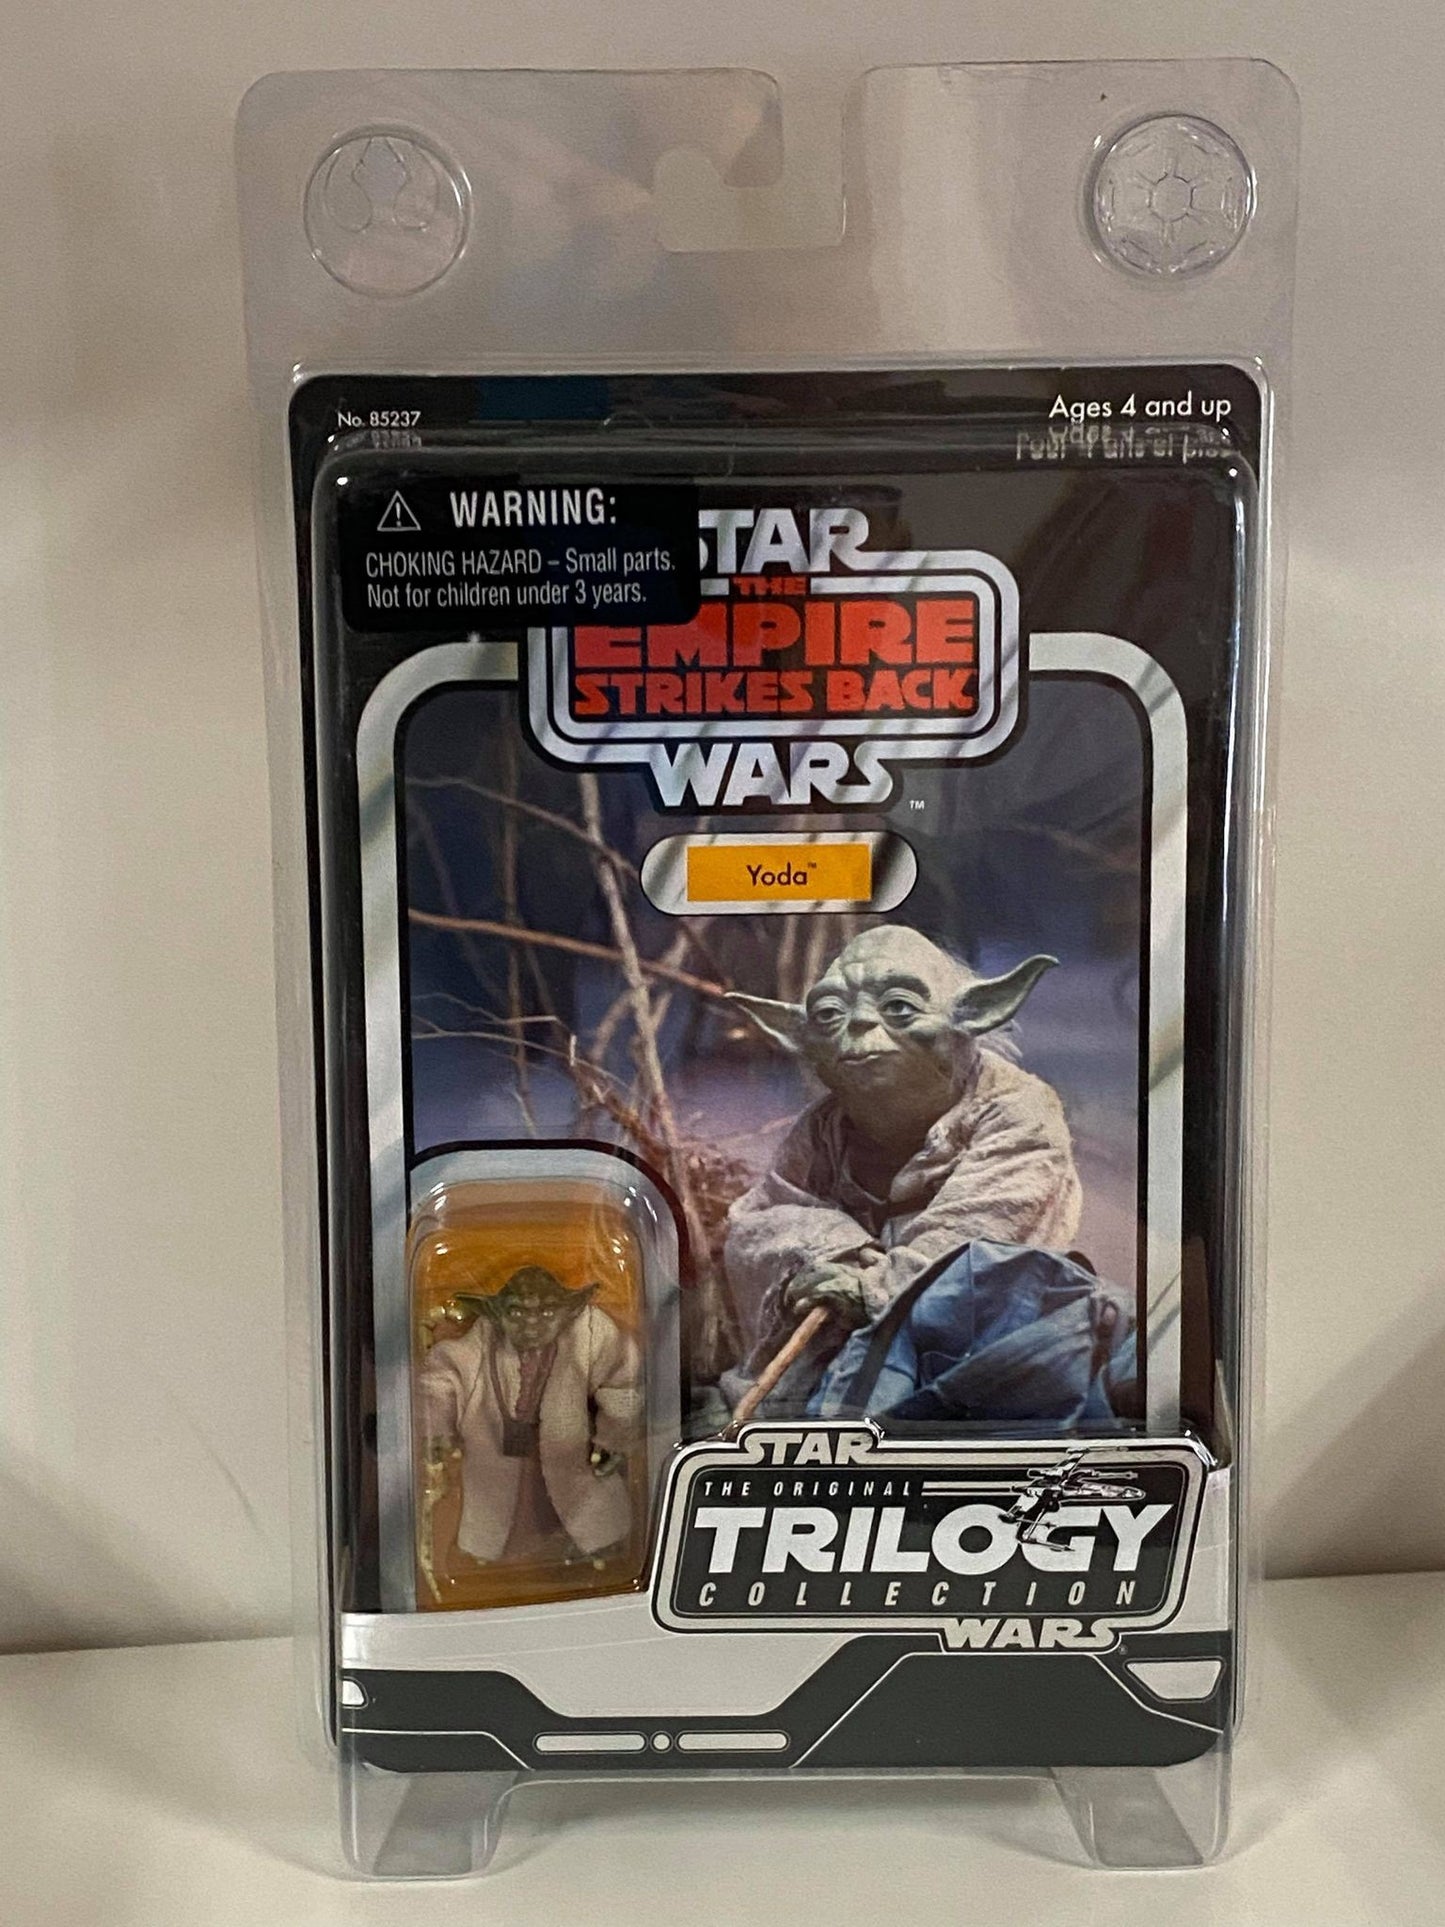 No. 85237
Ages 4 and up
WARNING:
CHOKING HAZARD – Small parts.
Not for children under 3 years.
STAR
THE
EMPIRE
STRIKES BACK
WARS
™
Yoda™
STAR
THE ORIGINAL
TRILOGY
COLLECTION
WARS
®